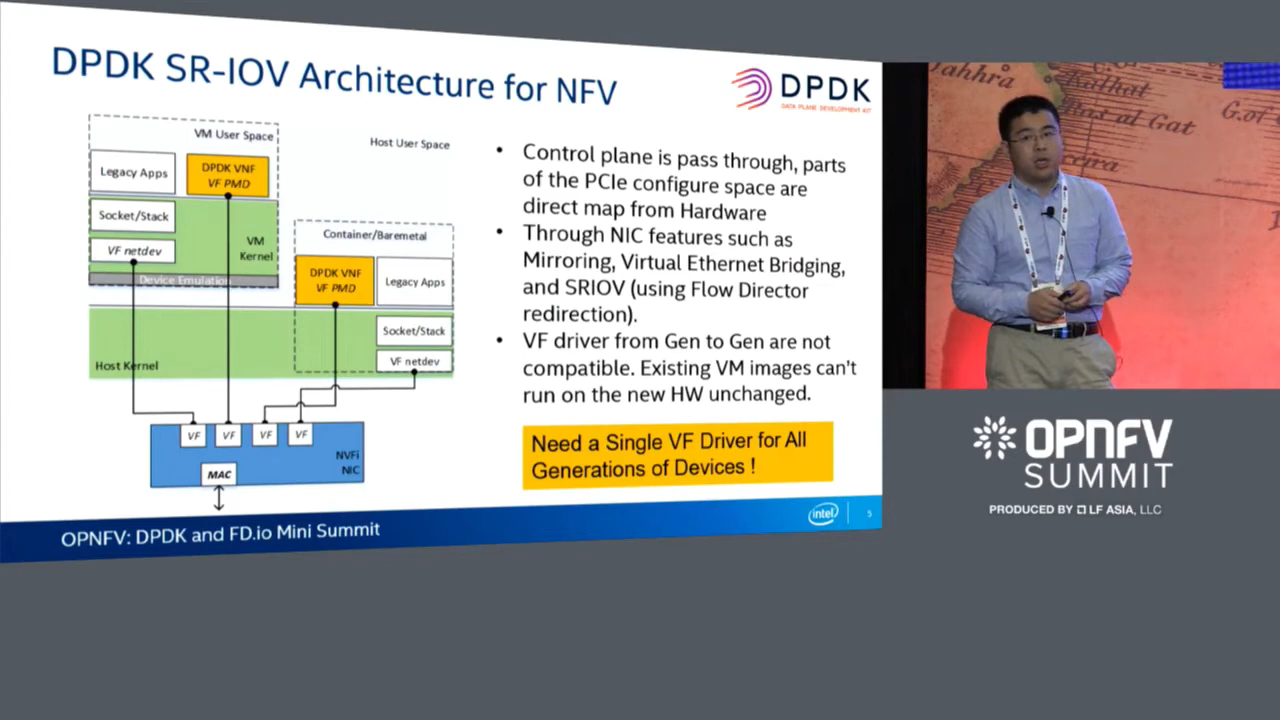 DPDK SR-IOV Architecture for NFV
DPDK
DATA PLANE DEVELOPMENT KIT
VM User Space
Host User Space
Legacy Apps
DPDK VNF
VF PMD
Socket/Stack
VF netdev
VM
Kernel
Device Emulation
Container/Baremetal
DPDK VNF
VF PMD
Legacy Apps
Socket/Stack
VF netdev
Host Kernel
VF
VF
VF
VF
NVFi
NIC
MAC
• Control plane is pass through, parts
of the PCIe configure space are
direct map from Hardware
• Through NIC features such as
Mirroring, Virtual Ethernet Bridging,
and SRIOV (using Flow Director
redirection).
• VF driver from Gen to Gen are not
compatible. Existing VM images can't
run on the new HW unchanged.
Need a Single VF Driver for All
Generations of Devices !
OPNFV: DPDK and FD.io Mini Summit
intel
5
Kalhat
Ras al Gat
G.of
OPNFV
SUMMIT
PRODUCED BY LF ASIA, LLC